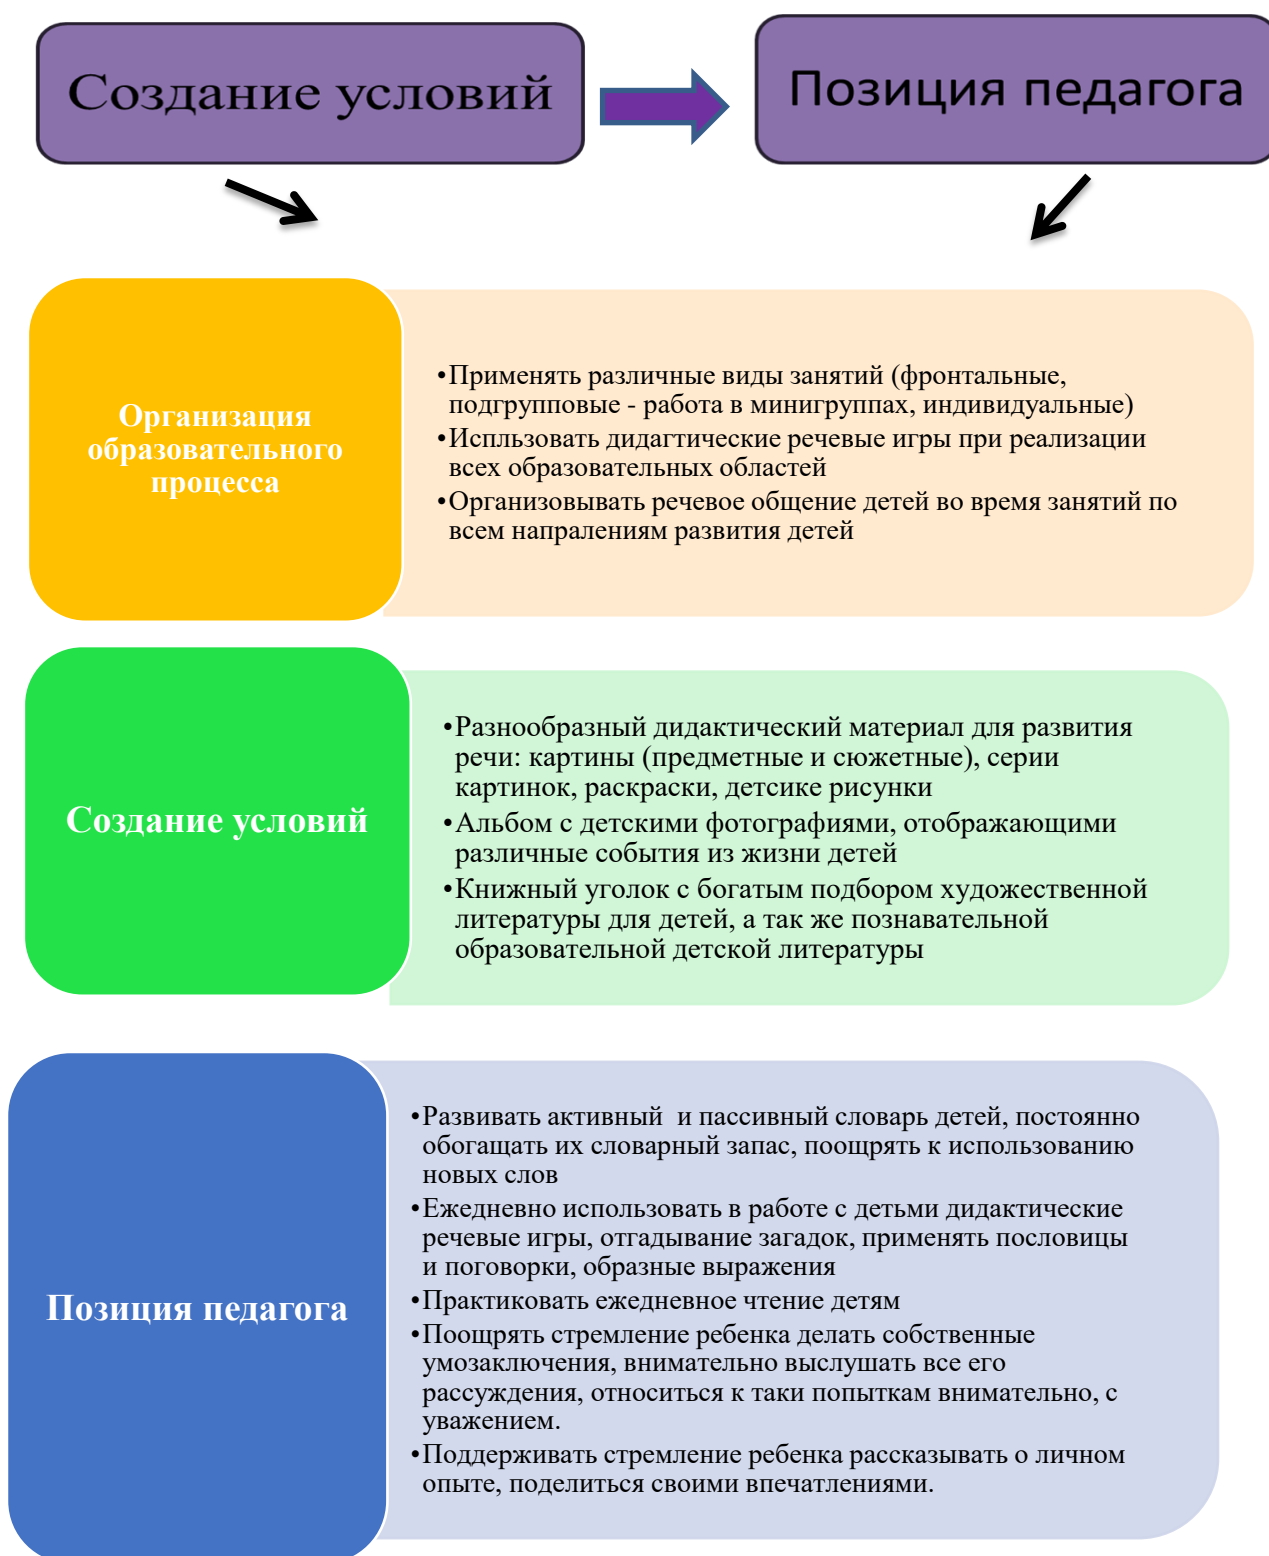 Создание условий
Позиция педагога
Организация
образовательного
процесса
•Применять различные виды занятий (фронтальные,
подгрупповые - работа в минигруппах, индивидуальные)
•Испльзовать дидагтические речевые игры при реализации
всех образовательных областей
•Организовывать речевое общение детей во время занятий по
всем напралениям развития детей
Создание условий
•Разнообразный дидактический материал для развития
речи: картины (предметные и сюжетные), серии
картинок, раскраски, детсике рисунки
•Альбом с детскими фотографиями, отображающими
различные события из жизни детей
•Книжный уголок с богатым подбором художественной
литературы для детей, а так же познавательной
образовательной детской литературы
Позиция педагога
•Развивать активный  и пассивный словарь детей, постоянно
обогащать их словарный запас, поощрять к использованию
новых слов
•Ежедневно использовать в работе с детьми дидактические
речевые игры, отгадывание загадок, применять пословицы
и поговорки, образные выражения
•Практиковать ежедневное чтение детям
•Поощрять стремление ребенка делать собственные
умозаключения, внимательно выслушать все его
рассуждения, относиться к таки попыткам внимательно, с
уважением.
•Поддерживать стремление ребенка рассказывать о личном
опыте, поделиться своими впечатлениями.